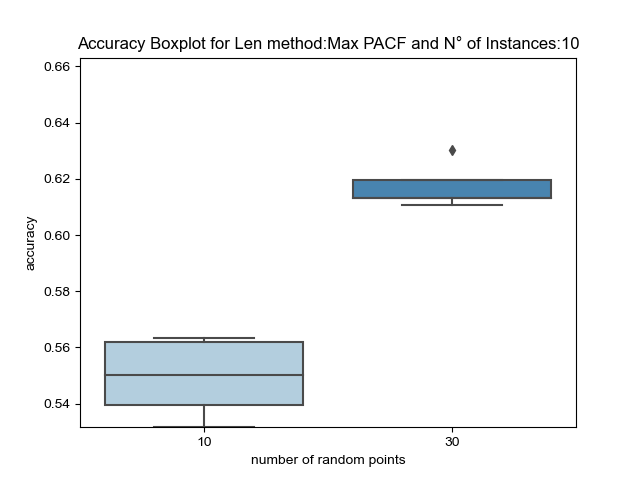 Accuracy Boxplot for Len method:Max PACF and N° of Instances:10
0.66
0.64
0.62
0.60
0.58
0.56
0.54
accuracy
10 30
number of random points